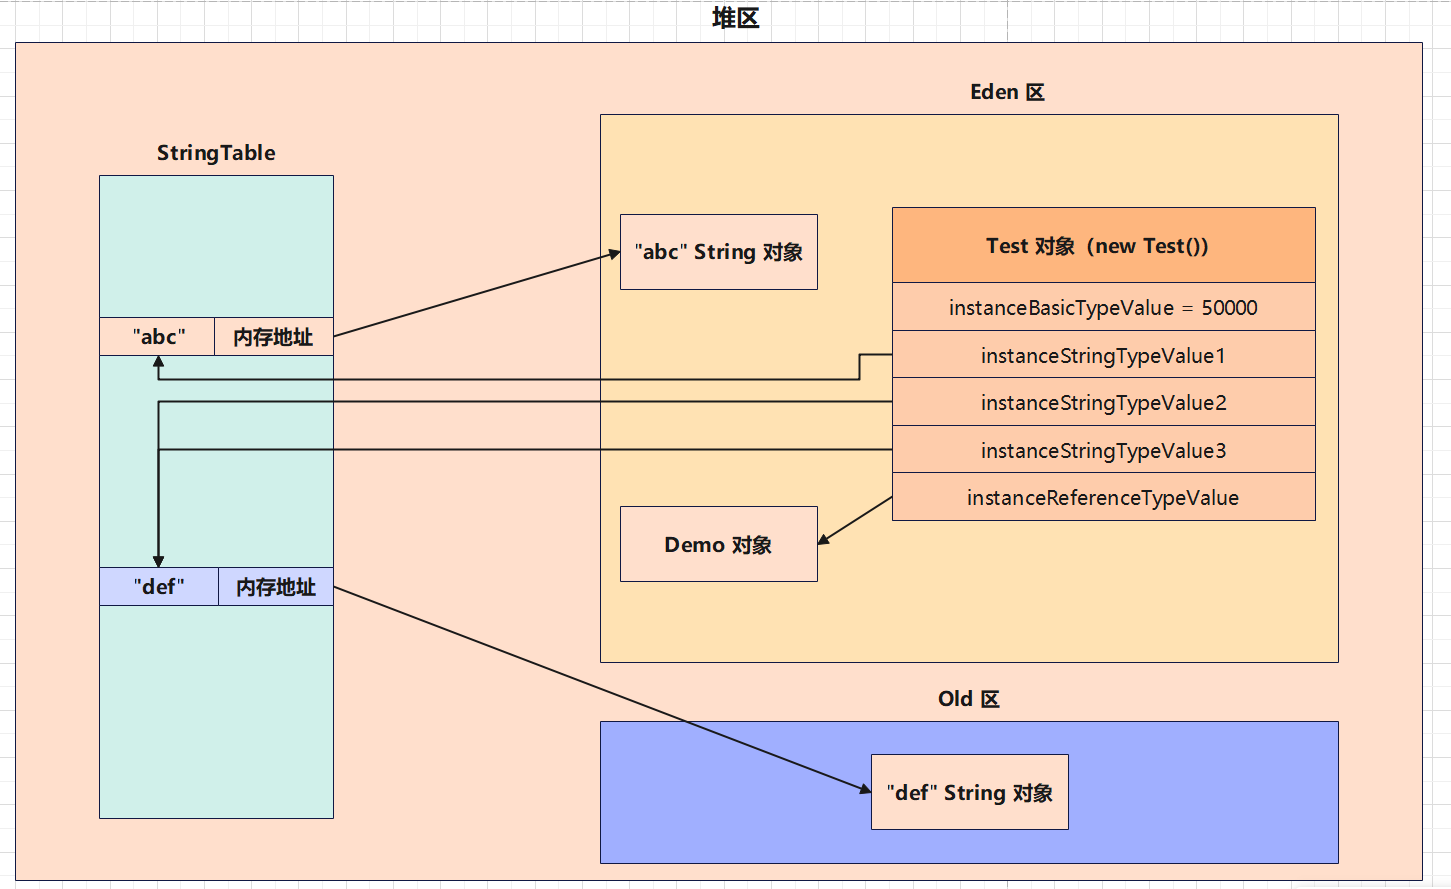 堆区
Eden 区
StringTable
"abc" String 对象
Test 对象（new Test()）
instanceBasicTypeValue = 50000
"abc" 内存地址
instanceStringTypeValue1
instanceStringTypeValue2
instanceStringTypeValue3
instanceReferenceTypeValue
Demo 对象
"def" 内存地址
Old 区
"def" String 对象